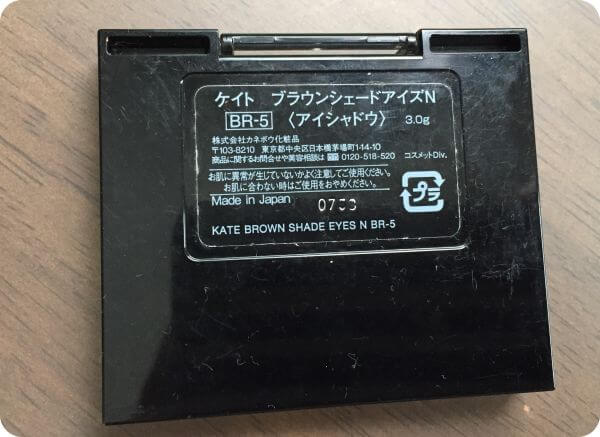 ケイト ブラウンシェードアイズN
BR-5 〈アイシャドウ〉 3.0g
株式会社カネボウ化粧品
〒103-8210 東京都中央区日本橋茅場町1-14-10
商品に関するお問合せや美容相談は 0120-518-520 コスメットDiv.
お肌に異常が生じていないかよく注意してご使用ください。
お肌に合わない時はご使用をおやめください。
Made in Japan
プラ
KATE BROWN SHADE EYES N BR-5